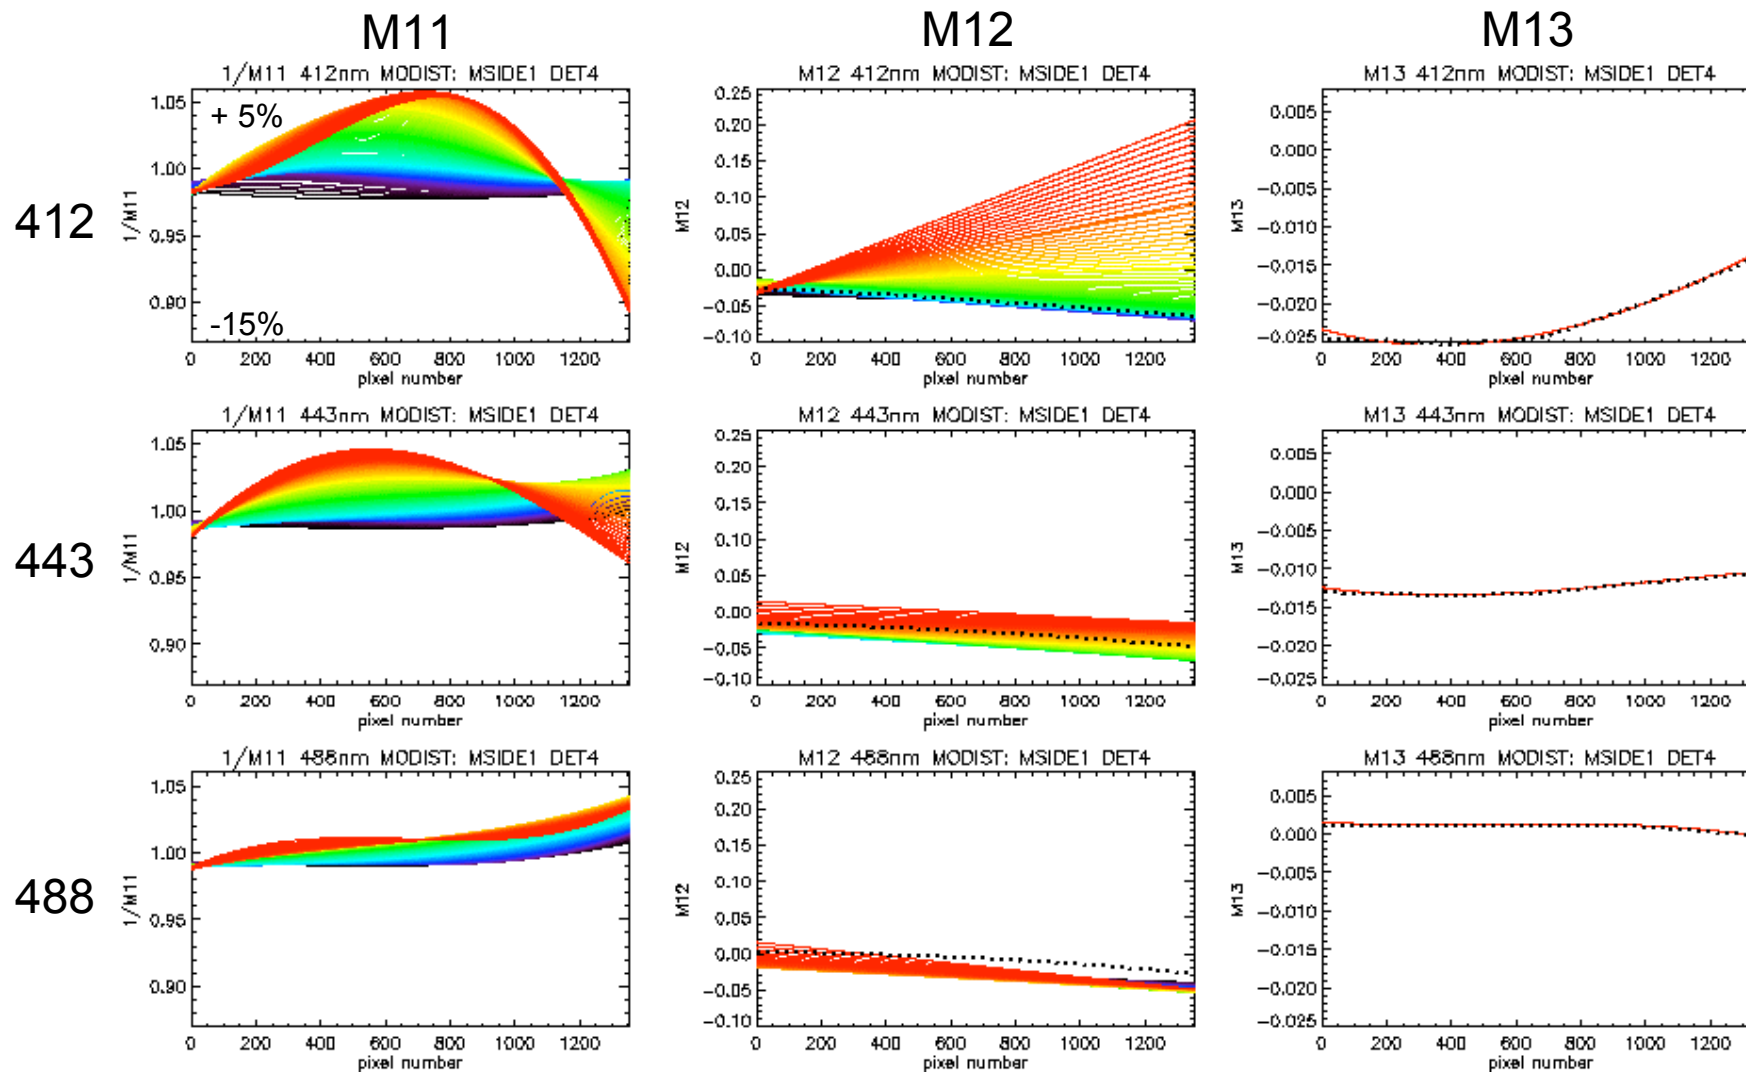 M11 M12 M13
1/M11 412nm MODIST: MSIDE1 DET4
M12 412nm MODIST: MSIDE1 DET4
M13 412nm MODIST: MSIDE1 DET4
412
1/M11
1.05
1.00
0.95
0.90
+ 5%
-15%
0 200 400 600 800 1000 1200
pixel number
M12
0.25
0.20
0.15
0.10
0.05
0.00
-0.05
-0.10
0 200 400 600 800 1000 1200
pixel number
M13
0.005
0.000
-0.005
-0.010
-0.015
-0.020
-0.025
0 200 400 600 800 1000 1200
pixel number
1/M11 443nm MODIST: MSIDE1 DET4
M12 443nm MODIST: MSIDE1 DET4
M13 443nm MODIST: MSIDE1 DET4
443
1/M11
1.05
1.00
0.95
0.90
0 200 400 600 800 1000 1200
pixel number
M12
0.25
0.20
0.15
0.10
0.05
0.00
-0.05
-0.10
0 200 400 600 800 1000 1200
pixel number
M13
0.005
0.000
-0.005
-0.010
-0.015
-0.020
-0.025
0 200 400 600 800 1000 1200
pixel number
1/M11 488nm MODIST: MSIDE1 DET4
M12 488nm MODIST: MSIDE1 DET4
M13 488nm MODIST: MSIDE1 DET4
488
1/M11
1.05
1.00
0.95
0.90
0 200 400 600 800 1000 1200
pixel number
M12
0.25
0.20
0.15
0.10
0.05
0.00
-0.05
-0.10
0 200 400 600 800 1000 1200
pixel number
M13
0.005
0.000
-0.005
-0.010
-0.015
-0.020
-0.025
0 200 400 600 800 1000 1200
pixel number